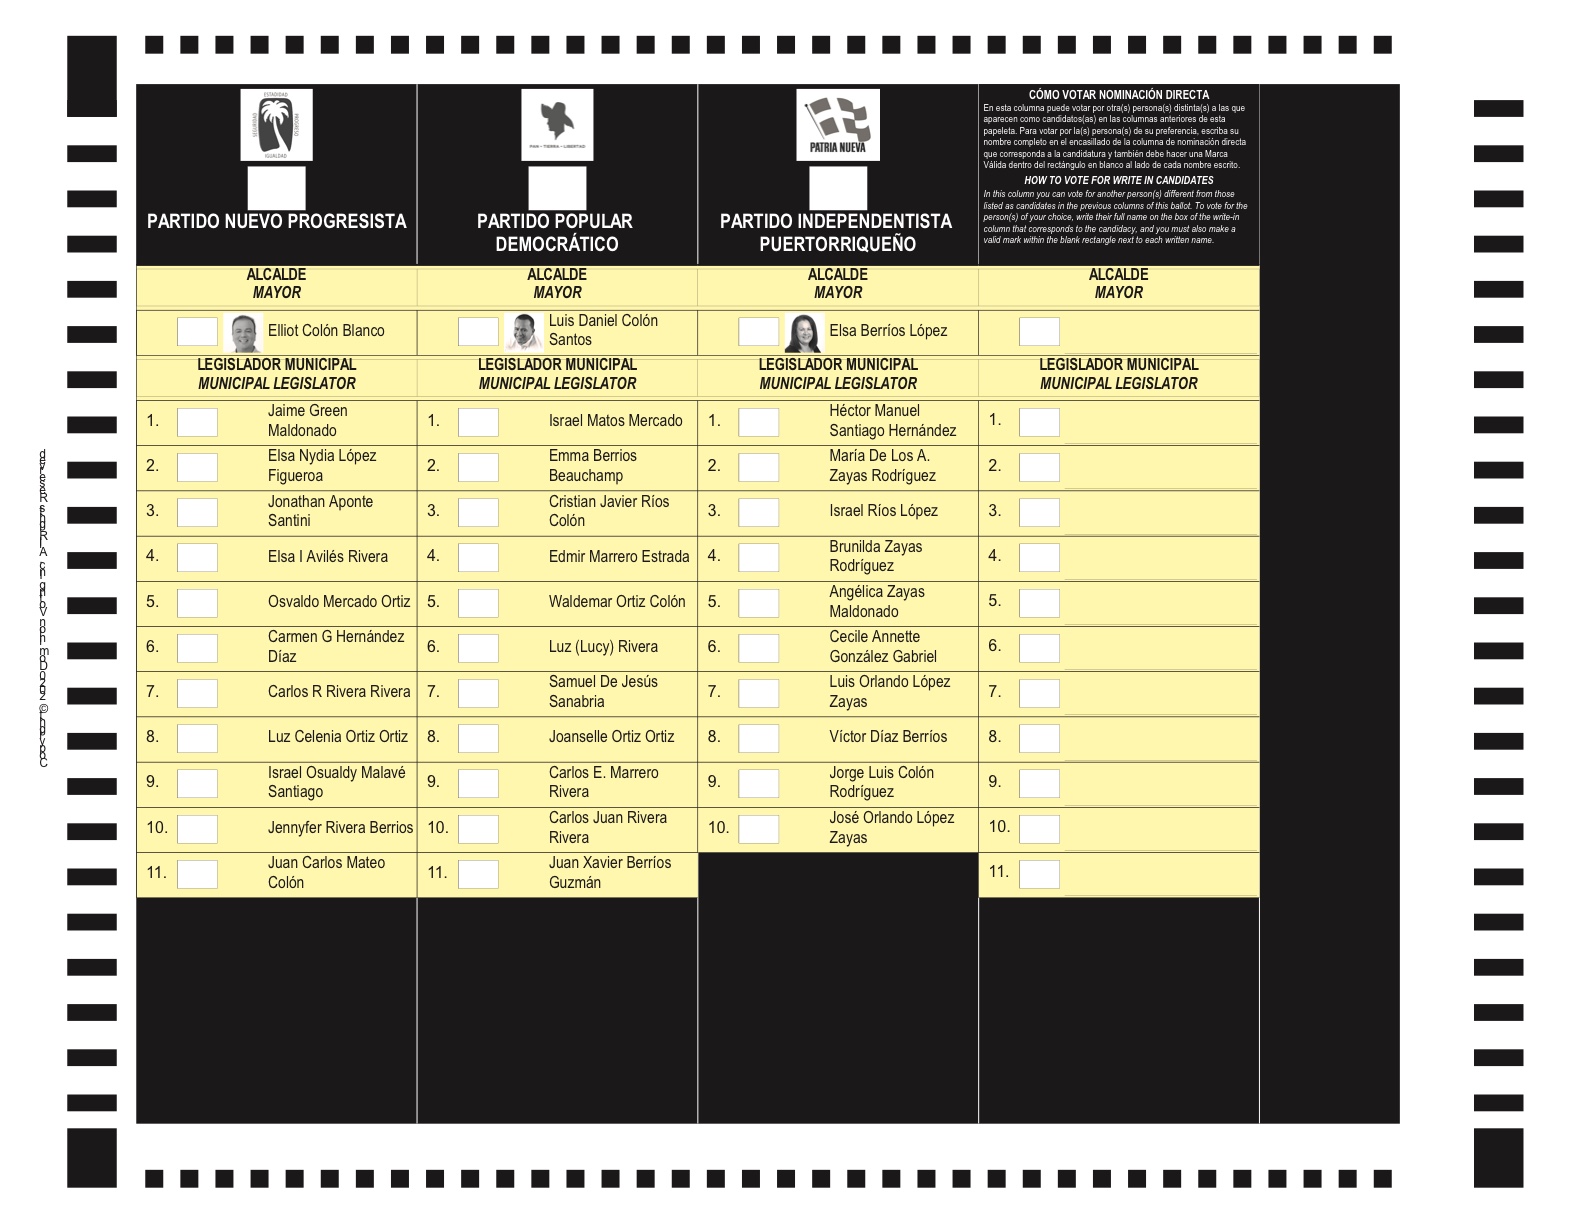 ESTADIDAD
SEGURIDAD
PROGRESO
IGUALDAD
PARTIDO NUEVO PROGRESISTA
PAN - TIERRA - LIBERTAD
PARTIDO POPULAR
DEMOCRÁTICO
PATRIA NUEVA
PARTIDO INDEPENDENTISTA
PUERTORRIQUEÑO
CÓMO VOTAR NOMINACIÓN DIRECTA
En esta columna puede votar por otra(s) persona(s) distinta(s) a las que
aparecen como candidatos(as) en las columnas anteriores de esta
papeleta. Para votar por la(s) persona(s) de su preferencia, escriba su
nombre completo en el encasillado de la columna de nominación directa
que corresponda a la candidatura y también debe hacer una Marca
Válida dentro del rectángulo en blanco al lado de cada nombre escrito.
HOW TO VOTE FOR WRITE IN CANDIDATES
In this column you can vote for another person(s) different from those
listed as candidates in the previous columns of this ballot. To vote for the
person(s) of your choice, write their full name on the box of the write-in
column that corresponds to the candidacy, and you must also make a
valid mark within the blank rectangle next to each written name.
ALCALDE
MAYOR
Elliot Colón Blanco
LEGISLADOR MUNICIPAL
MUNICIPAL LEGISLATOR
1. Jaime Green
Maldonado
2. Elsa Nydia López
Figueroa
3. Jonathan Aponte
Santini
4. Elsa I Avilés Rivera
5. Osvaldo Mercado Ortiz
6. Carmen G Hernández
Díaz
7. Carlos R Rivera Rivera
8. Luz Celenia Ortiz Ortiz
9. Israel Osualdy Malavé
Santiago
10. Jennyfer Rivera Berrios
11. Juan Carlos Mateo
Colón
ALCALDE
MAYOR
Luis Daniel Colón
Santos
LEGISLADOR MUNICIPAL
MUNICIPAL LEGISLATOR
1. Israel Matos Mercado
2. Emma Berrios
Beauchamp
3. Cristian Javier Ríos
Colón
4. Edmir Marrero Estrada
5. Waldemar Ortiz Colón
6. Luz (Lucy) Rivera
7. Samuel De Jesús
Sanabria
8. Joanselle Ortiz Ortiz
9. Carlos E. Marrero
Rivera
10. Carlos Juan Rivera
Rivera
11. Juan Xavier Berríos
Guzmán
ALCALDE
MAYOR
Elsa Berríos López
LEGISLADOR MUNICIPAL
MUNICIPAL LEGISLATOR
1. Héctor Manuel
Santiago Hernández
2. María De Los A.
Zayas Rodríguez
3. Israel Ríos López
4. Brunilda Zayas
Rodríguez
5. Angélica Zayas
Maldonado
6. Cecile Annette
González Gabriel
7. Luis Orlando López
Zayas
8. Víctor Díaz Berríos
9. Jorge Luis Colón
Rodríguez
10. José Orlando López
Zayas
ALCALDE
MAYOR
LEGISLADOR MUNICIPAL
MUNICIPAL LEGISLATOR
1.
2.
3.
4.
5.
6.
7.
8.
9.
10.
11.